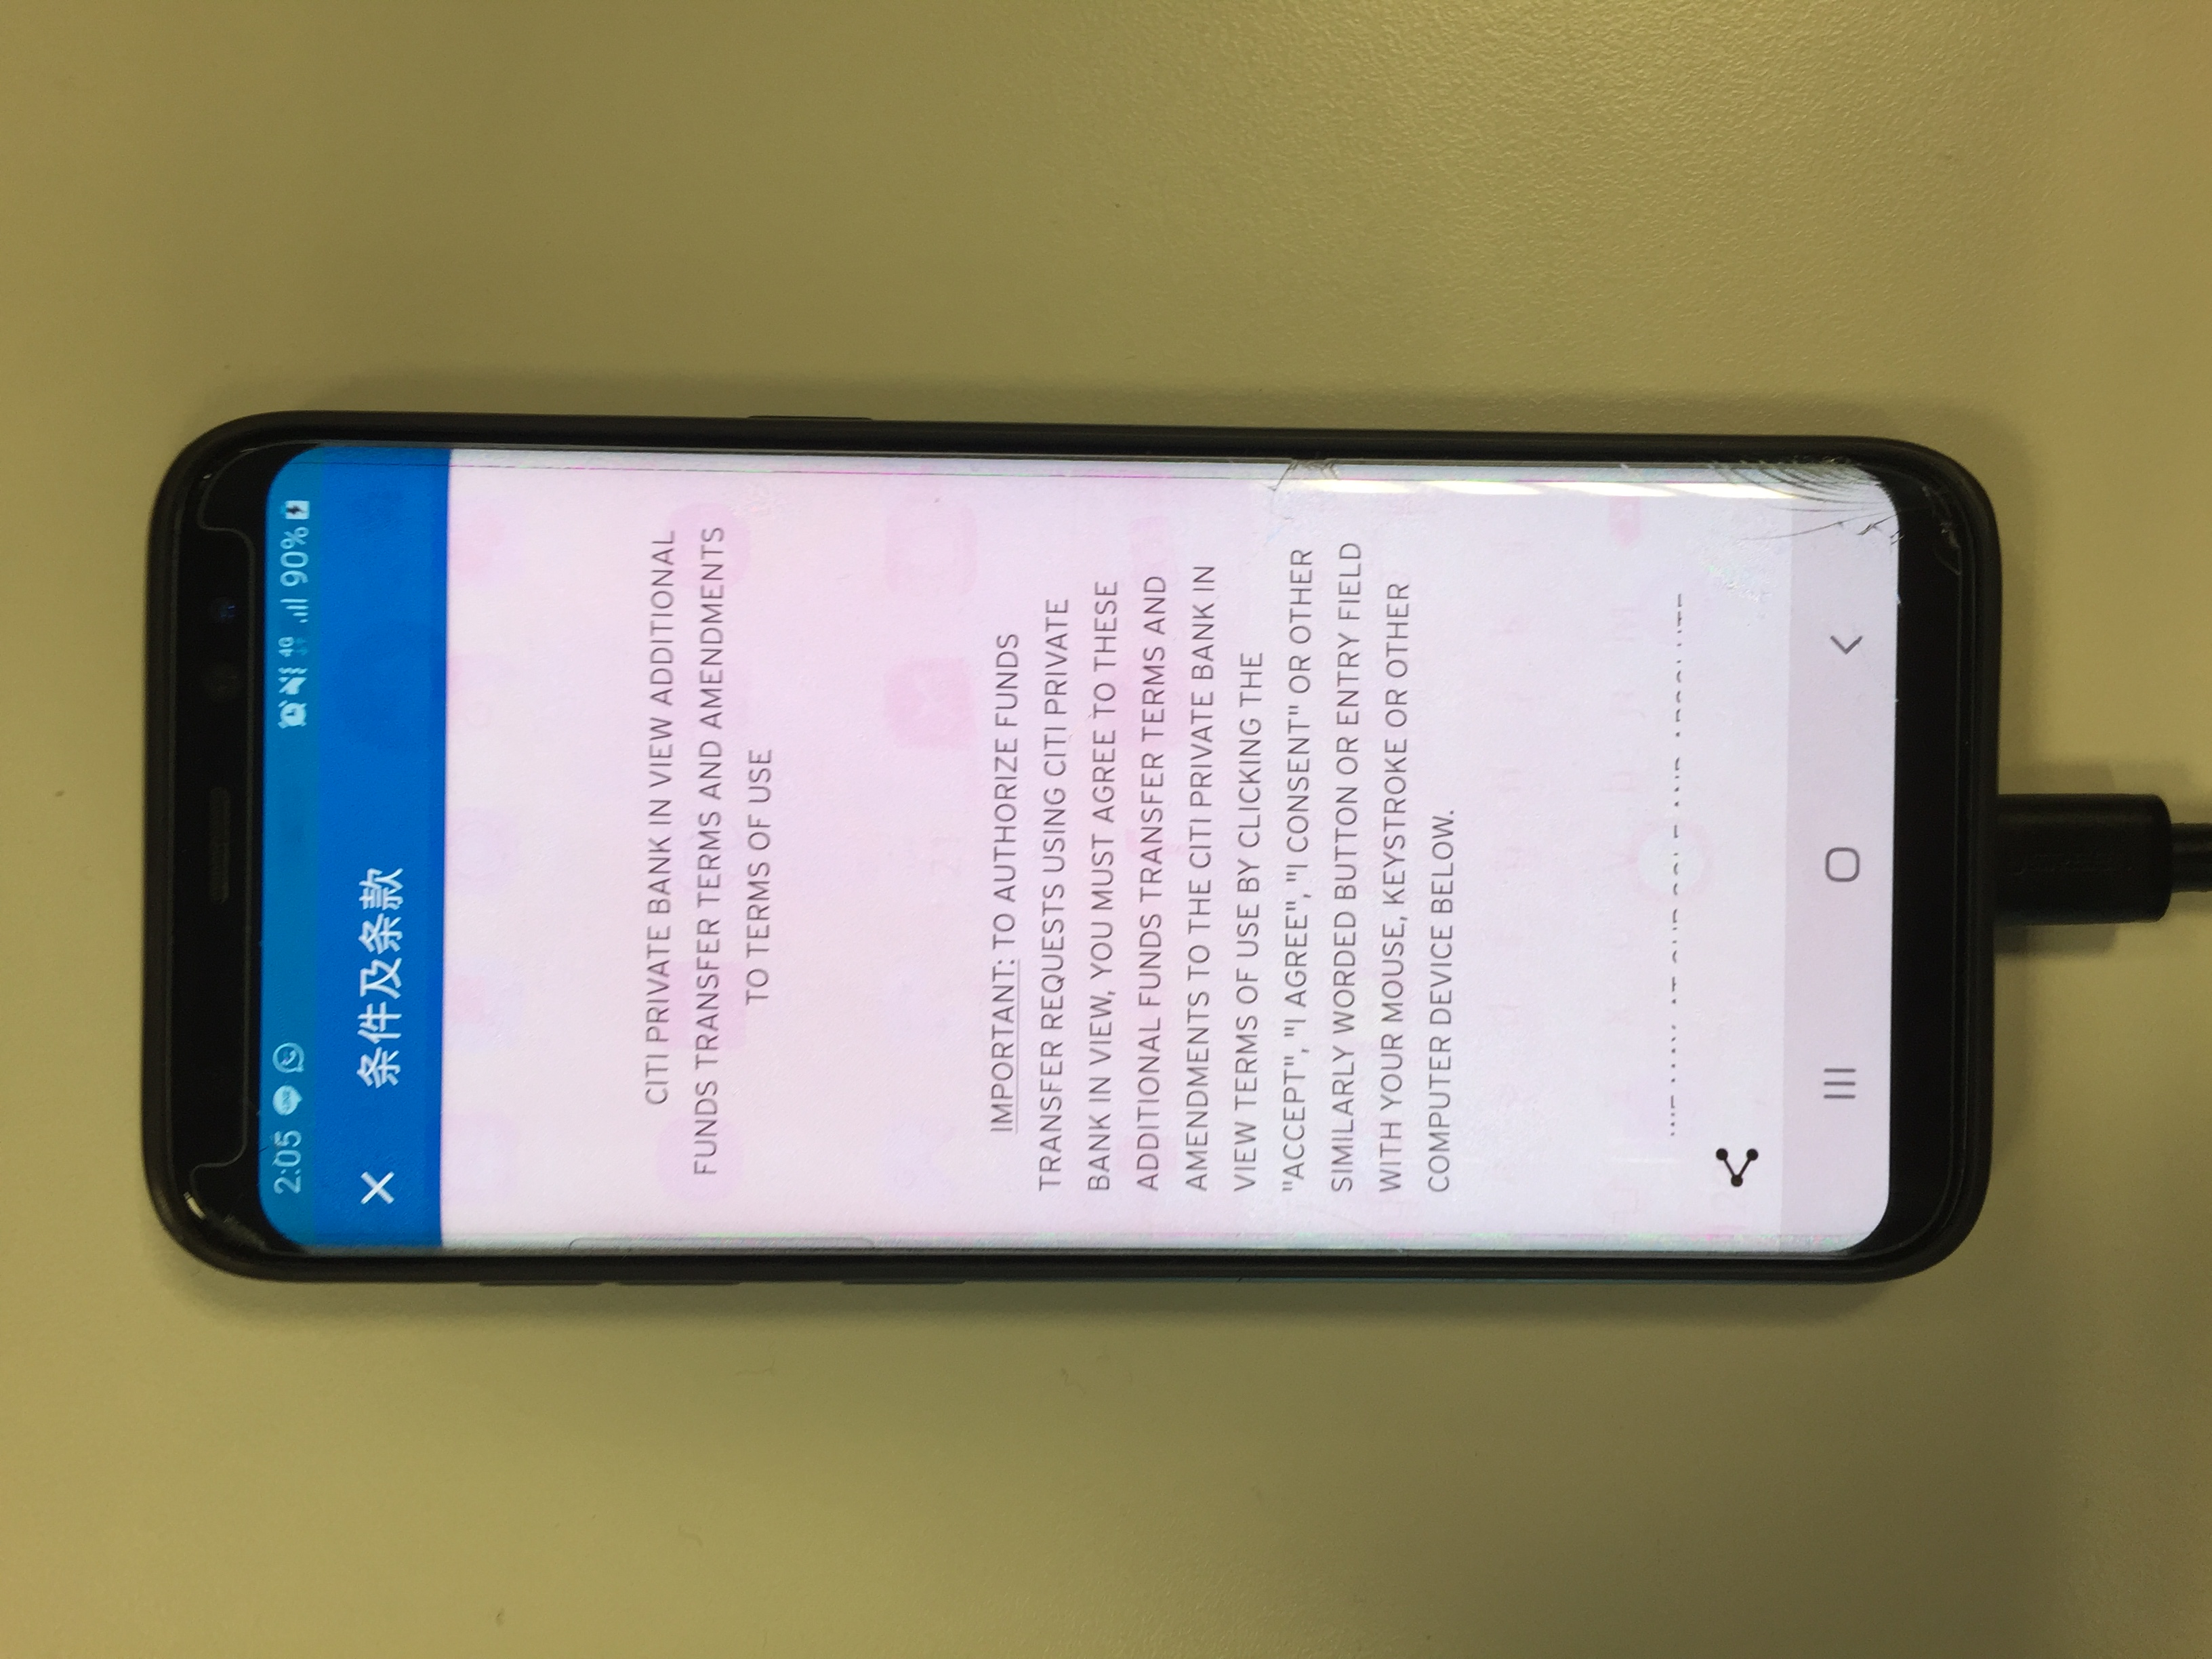 2:05
4G 90%
条件及条款
CITI PRIVATE BANK IN VIEW ADDITIONAL
FUNDS TRANSFER TERMS AND AMENDMENTS
TO TERMS OF USE
IMPORTANT: TO AUTHORIZE FUNDS
TRANSFER REQUESTS USING CITI PRIVATE
BANK IN VIEW, YOU MUST AGREE TO THESE
ADDITIONAL FUNDS TRANSFER TERMS AND
AMENDMENTS TO THE CITI PRIVATE BANK IN
VIEW TERMS OF USE BY CLICKING THE
"ACCEPT", "I AGREE", "I CONSENT" OR OTHER
SIMILARLY WORDED BUTTON OR ENTRY FIELD
WITH YOUR MOUSE, KEYSTROKE OR OTHER
COMPUTER DEVICE BELOW.